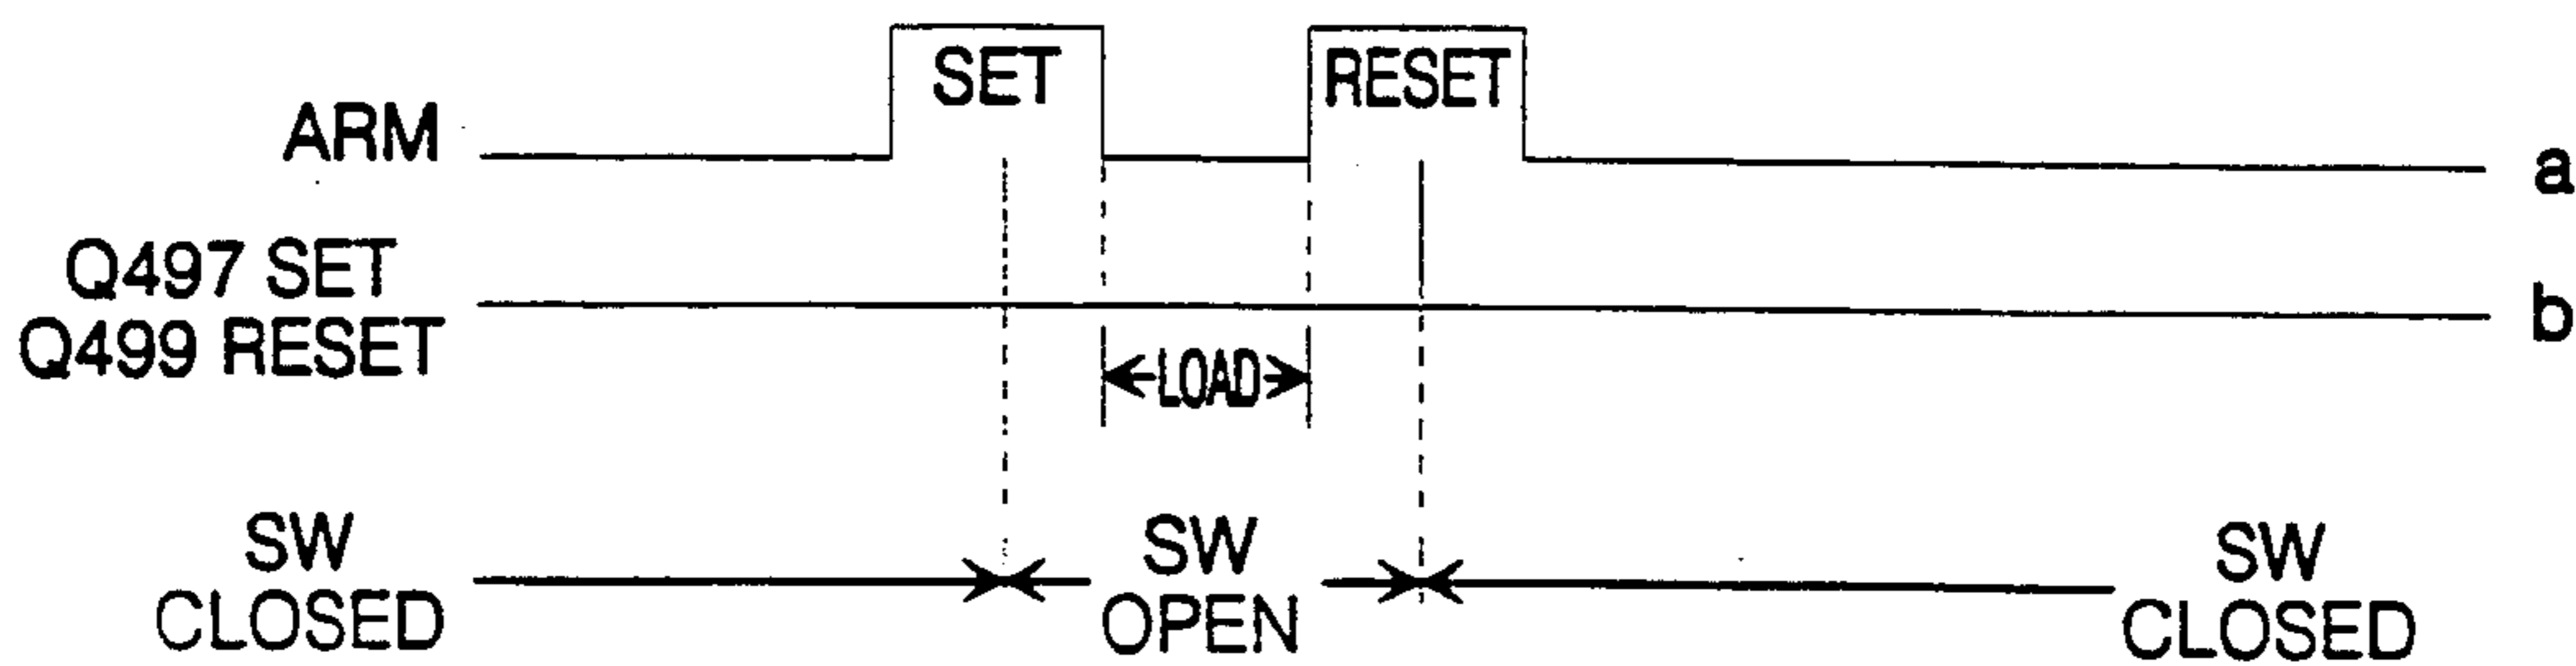 SET
RESET
ARM
a
Q497 SET
Q499 RESET
b
LOAD
SW
CLOSED
SW
OPEN
SW
CLOSED